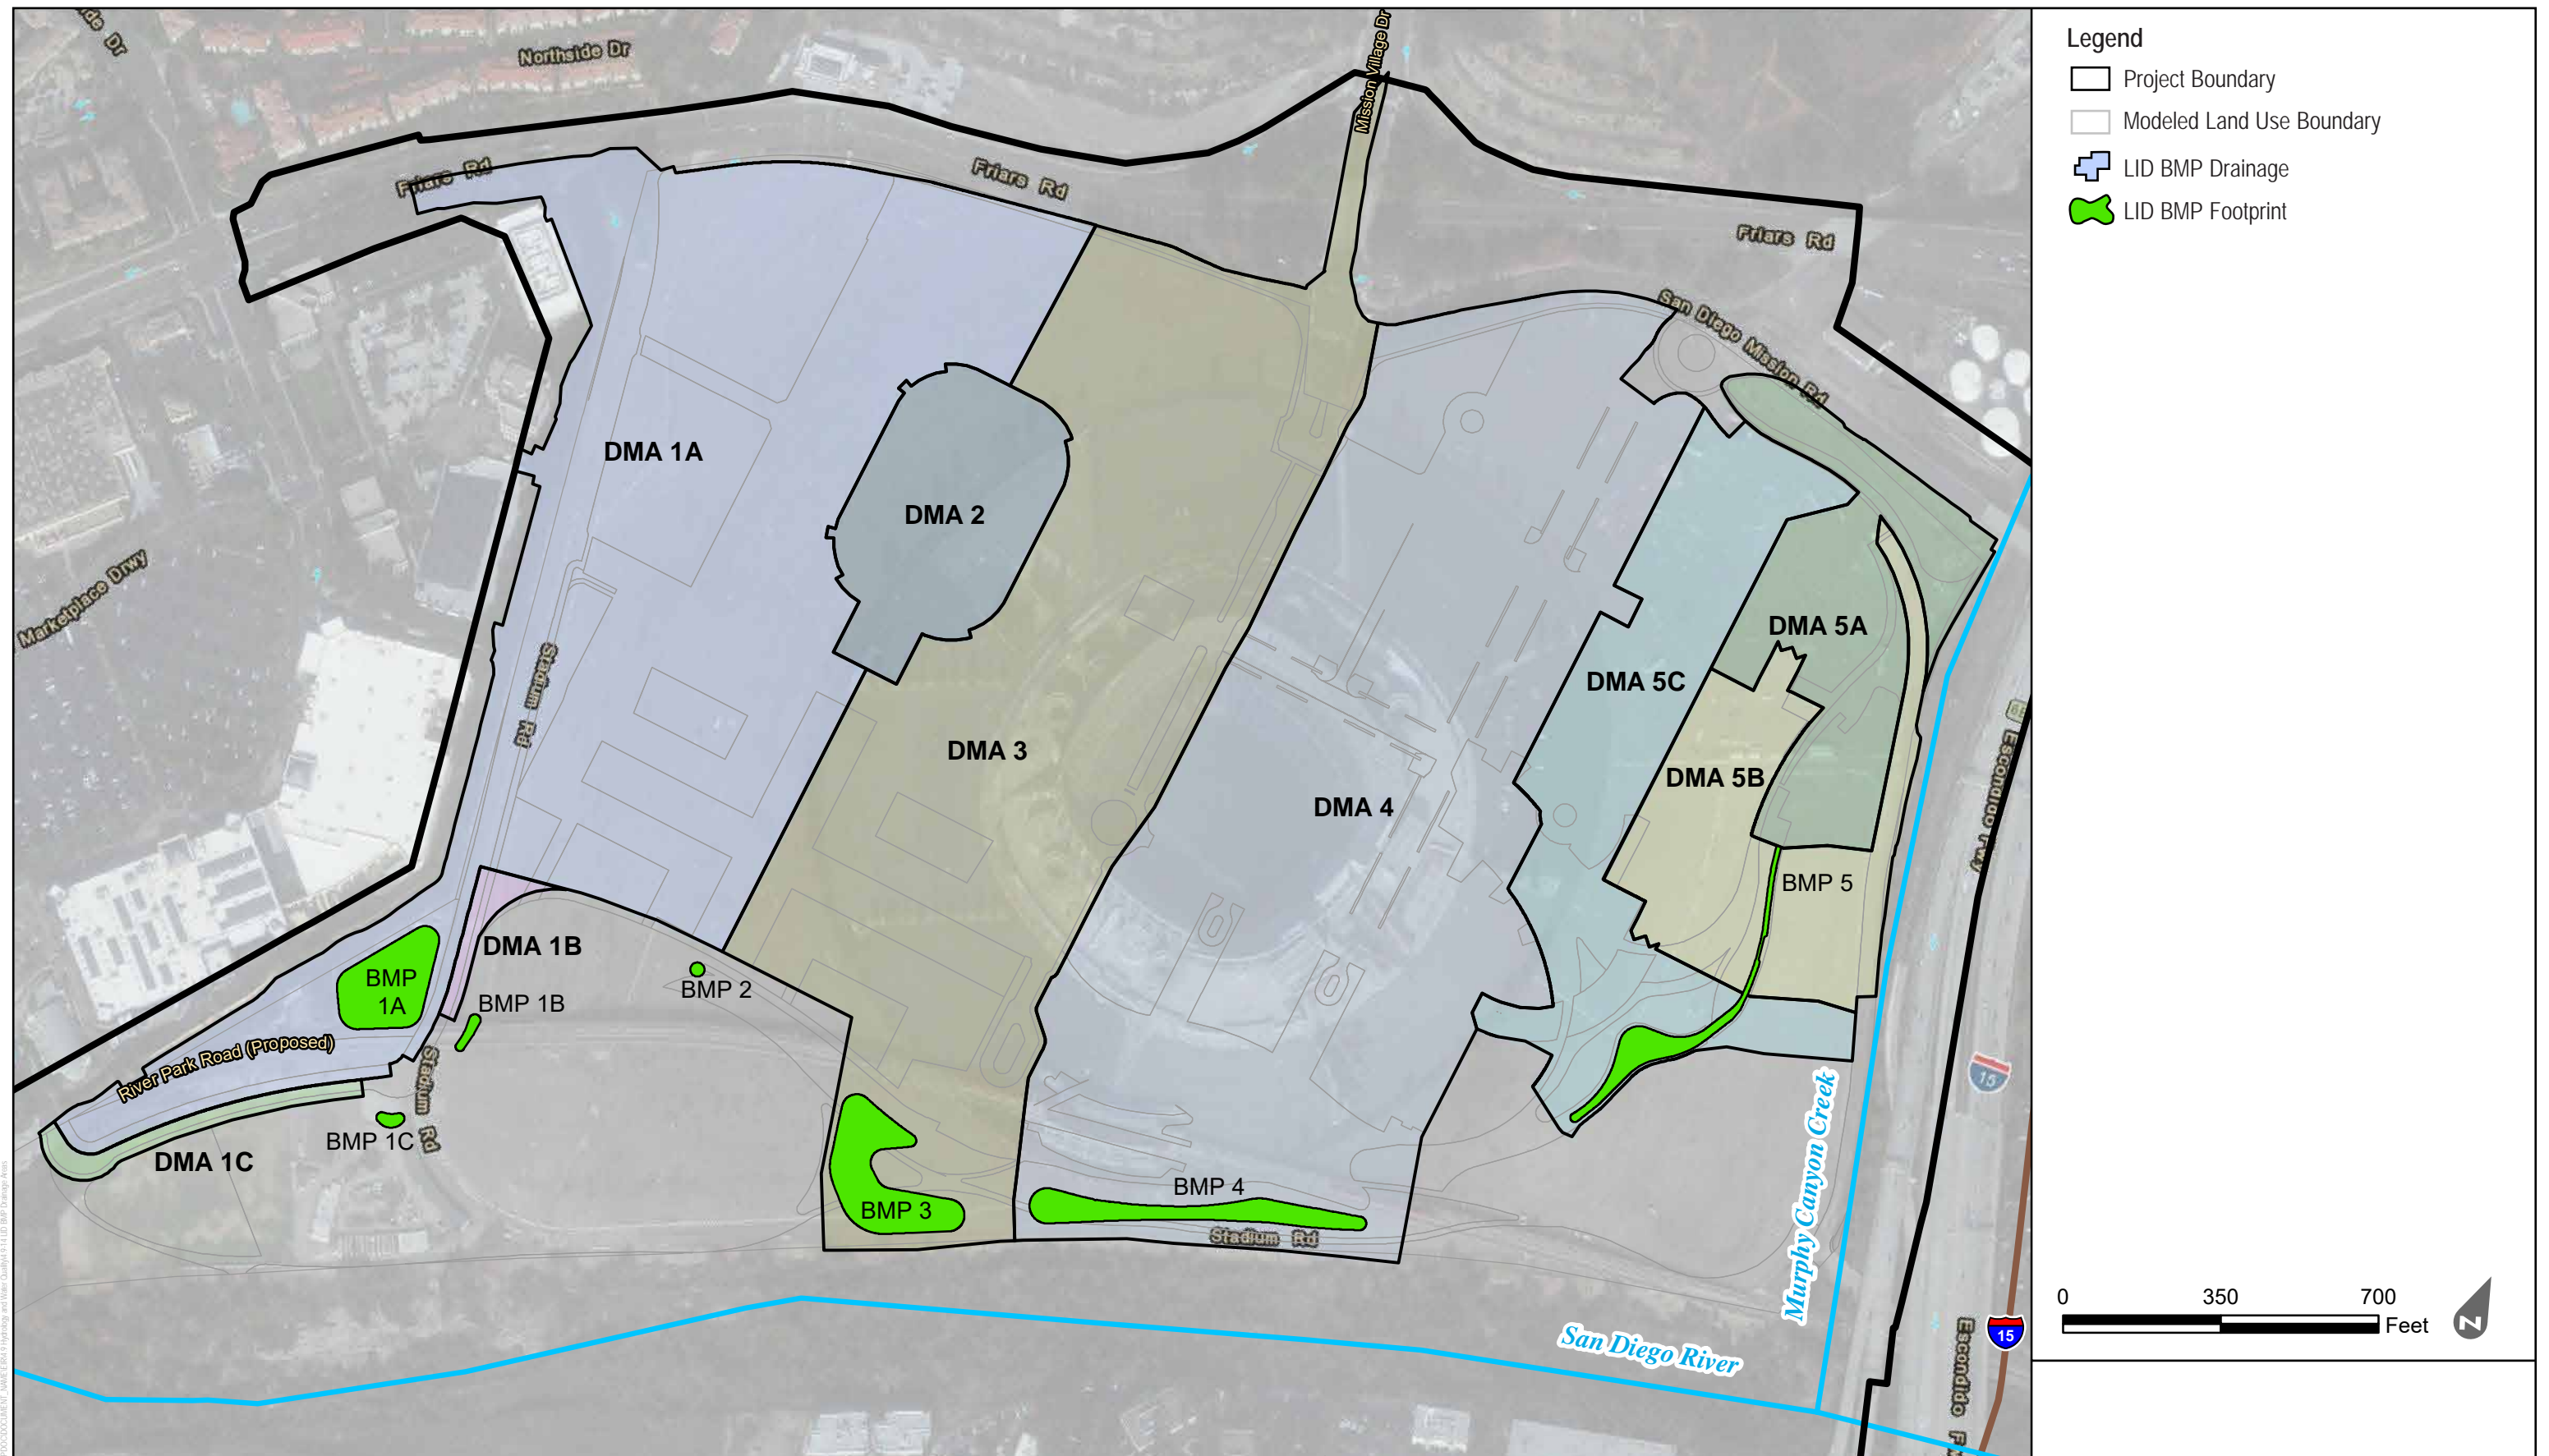 Northside Dr
Mission Village Dr
Friars Rd
Friars Rd
Friars Rd
San Diego Mission Rd
Marketplace Drwy
Stadium Rd
DMA 1A
DMA 2
DMA 3
DMA 4
DMA 5A
DMA 5B
DMA 5C
BMP 5
DMA 1B
BMP
1A
BMP 1B
BMP 2
River Park Road (Proposed)
Stadium Rd
BMP 1C
DMA 1C
BMP 3
BMP 4
Stadium Rd
Murphy Canyon Creek
San Diego River
Escondido Fwy
15
Escondido
15
Legend
Project Boundary
Modeled Land Use Boundary
LID BMP Drainage
LID BMP Footprint
0 350 700
Feet
N